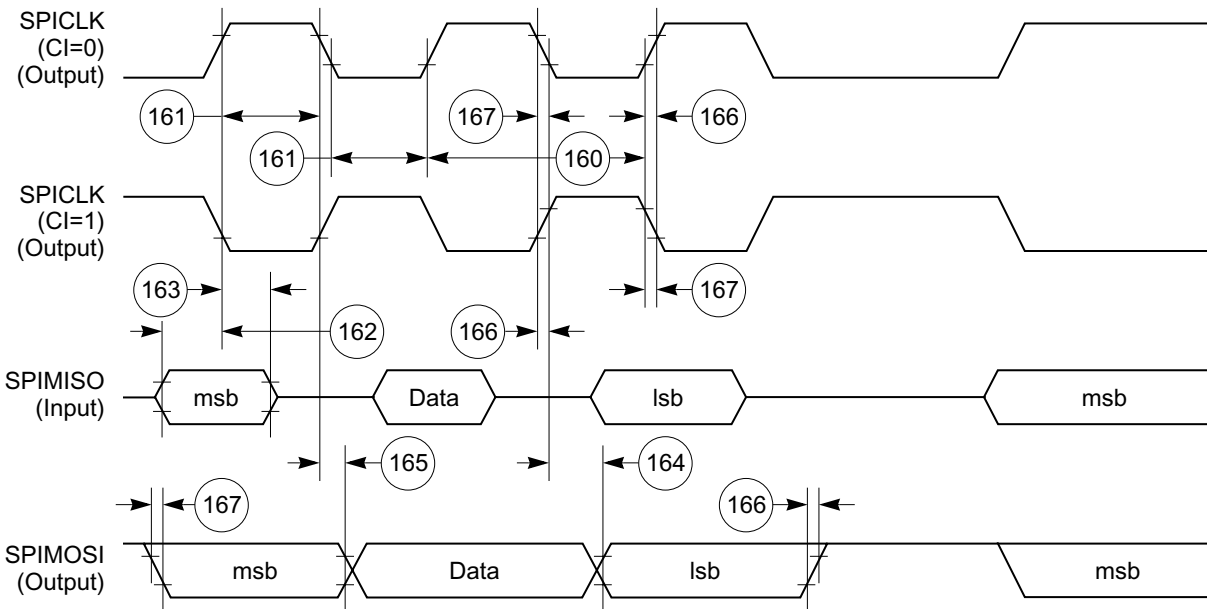 SPICLK
(CI=0)
(Output)
161
167
166
161
160
SPICLK
(CI=1)
(Output)
163
167
162
166
SPIMISO
(Input)
msb
Data
lsb
msb
165
164
167
166
SPIMOSI
(Output)
msb
Data
lsb
msb